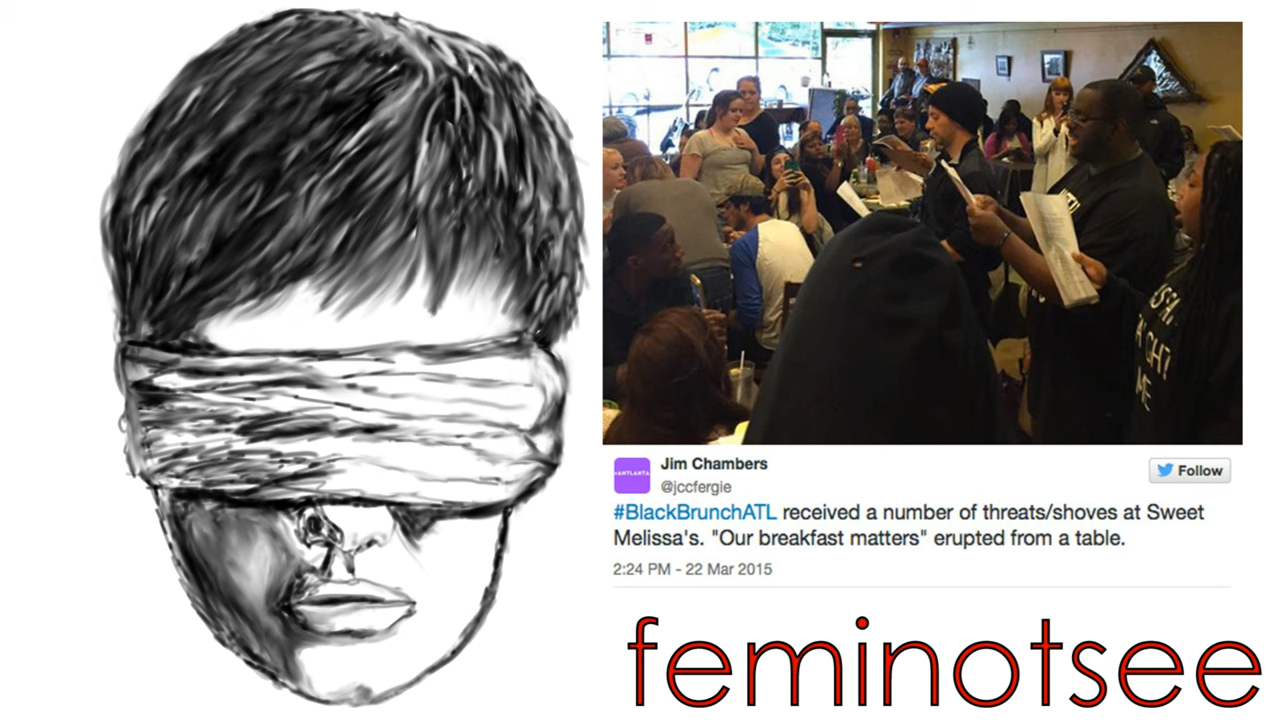 Jim Chambers
@jccfergie
Follow
#BlackBrunchATL received a number of threats/shoves at Sweet
Melissa's. "Our breakfast matters" erupted from a table.
2:24 PM - 22 Mar 2015
feminotsee
ME